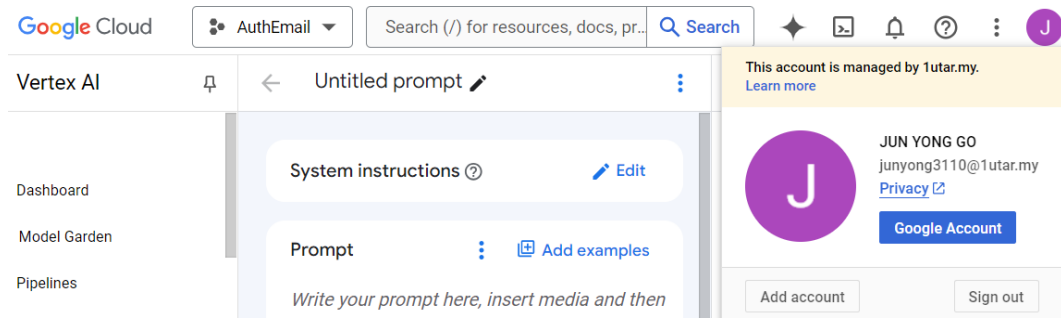 Google Cloud
AuthEmail
Search (/) for resources, docs, pr...
Search
J
Vertex AI
Untitled prompt
This account is managed by 1utar.my.
Learn more
Dashboard
Model Garden
Pipelines
System instructions
Edit
Prompt
Add examples
Write your prompt here, insert media and then
J
JUN YONG GO
junyong3110@1utar.my
Privacy
Google Account
Add account
Sign out